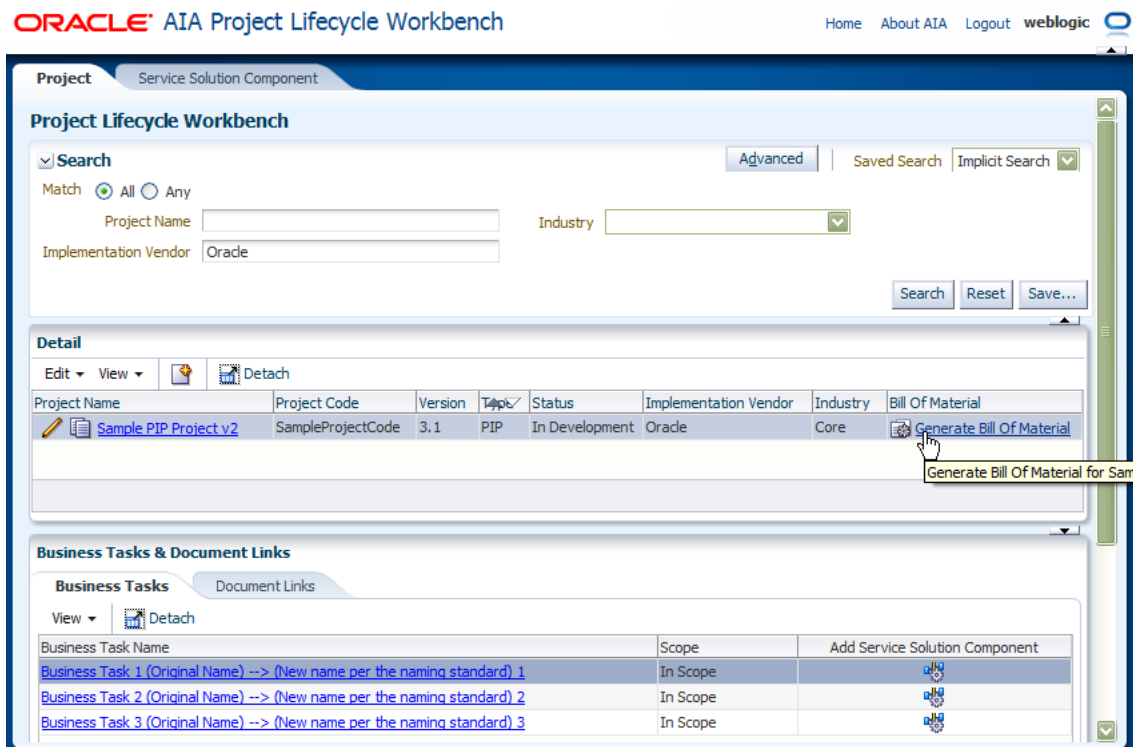 ORACLE AIA Project Lifecycle Workbench Home About AIA Logout weblogic
Project Service Solution Component
Project Lifecycle Workbench
Search Advanced Saved Search Implicit Search
Match All Any
Project Name Industry
Implementation Vendor Oracle
Search Reset Save...
Detail
Edit View Detach
Project Name Project Code Version Type Status Implementation Vendor Industry Bill Of Material
Sample PIP Project v2 SampleProjectCode 3.1 PIP In Development Oracle Core Generate Bill Of Material
Generate Bill Of Material for Sam
Business Tasks & Document Links
Business Tasks Document Links
View Detach
Business Task Name Scope Add Service Solution Component
Business Task 1 (Original Name) --> (New name per the naming standard) 1 In Scope
Business Task 2 (Original Name) --> (New name per the naming standard) 2 In Scope
Business Task 3 (Original Name) --> (New name per the naming standard) 3 In Scope